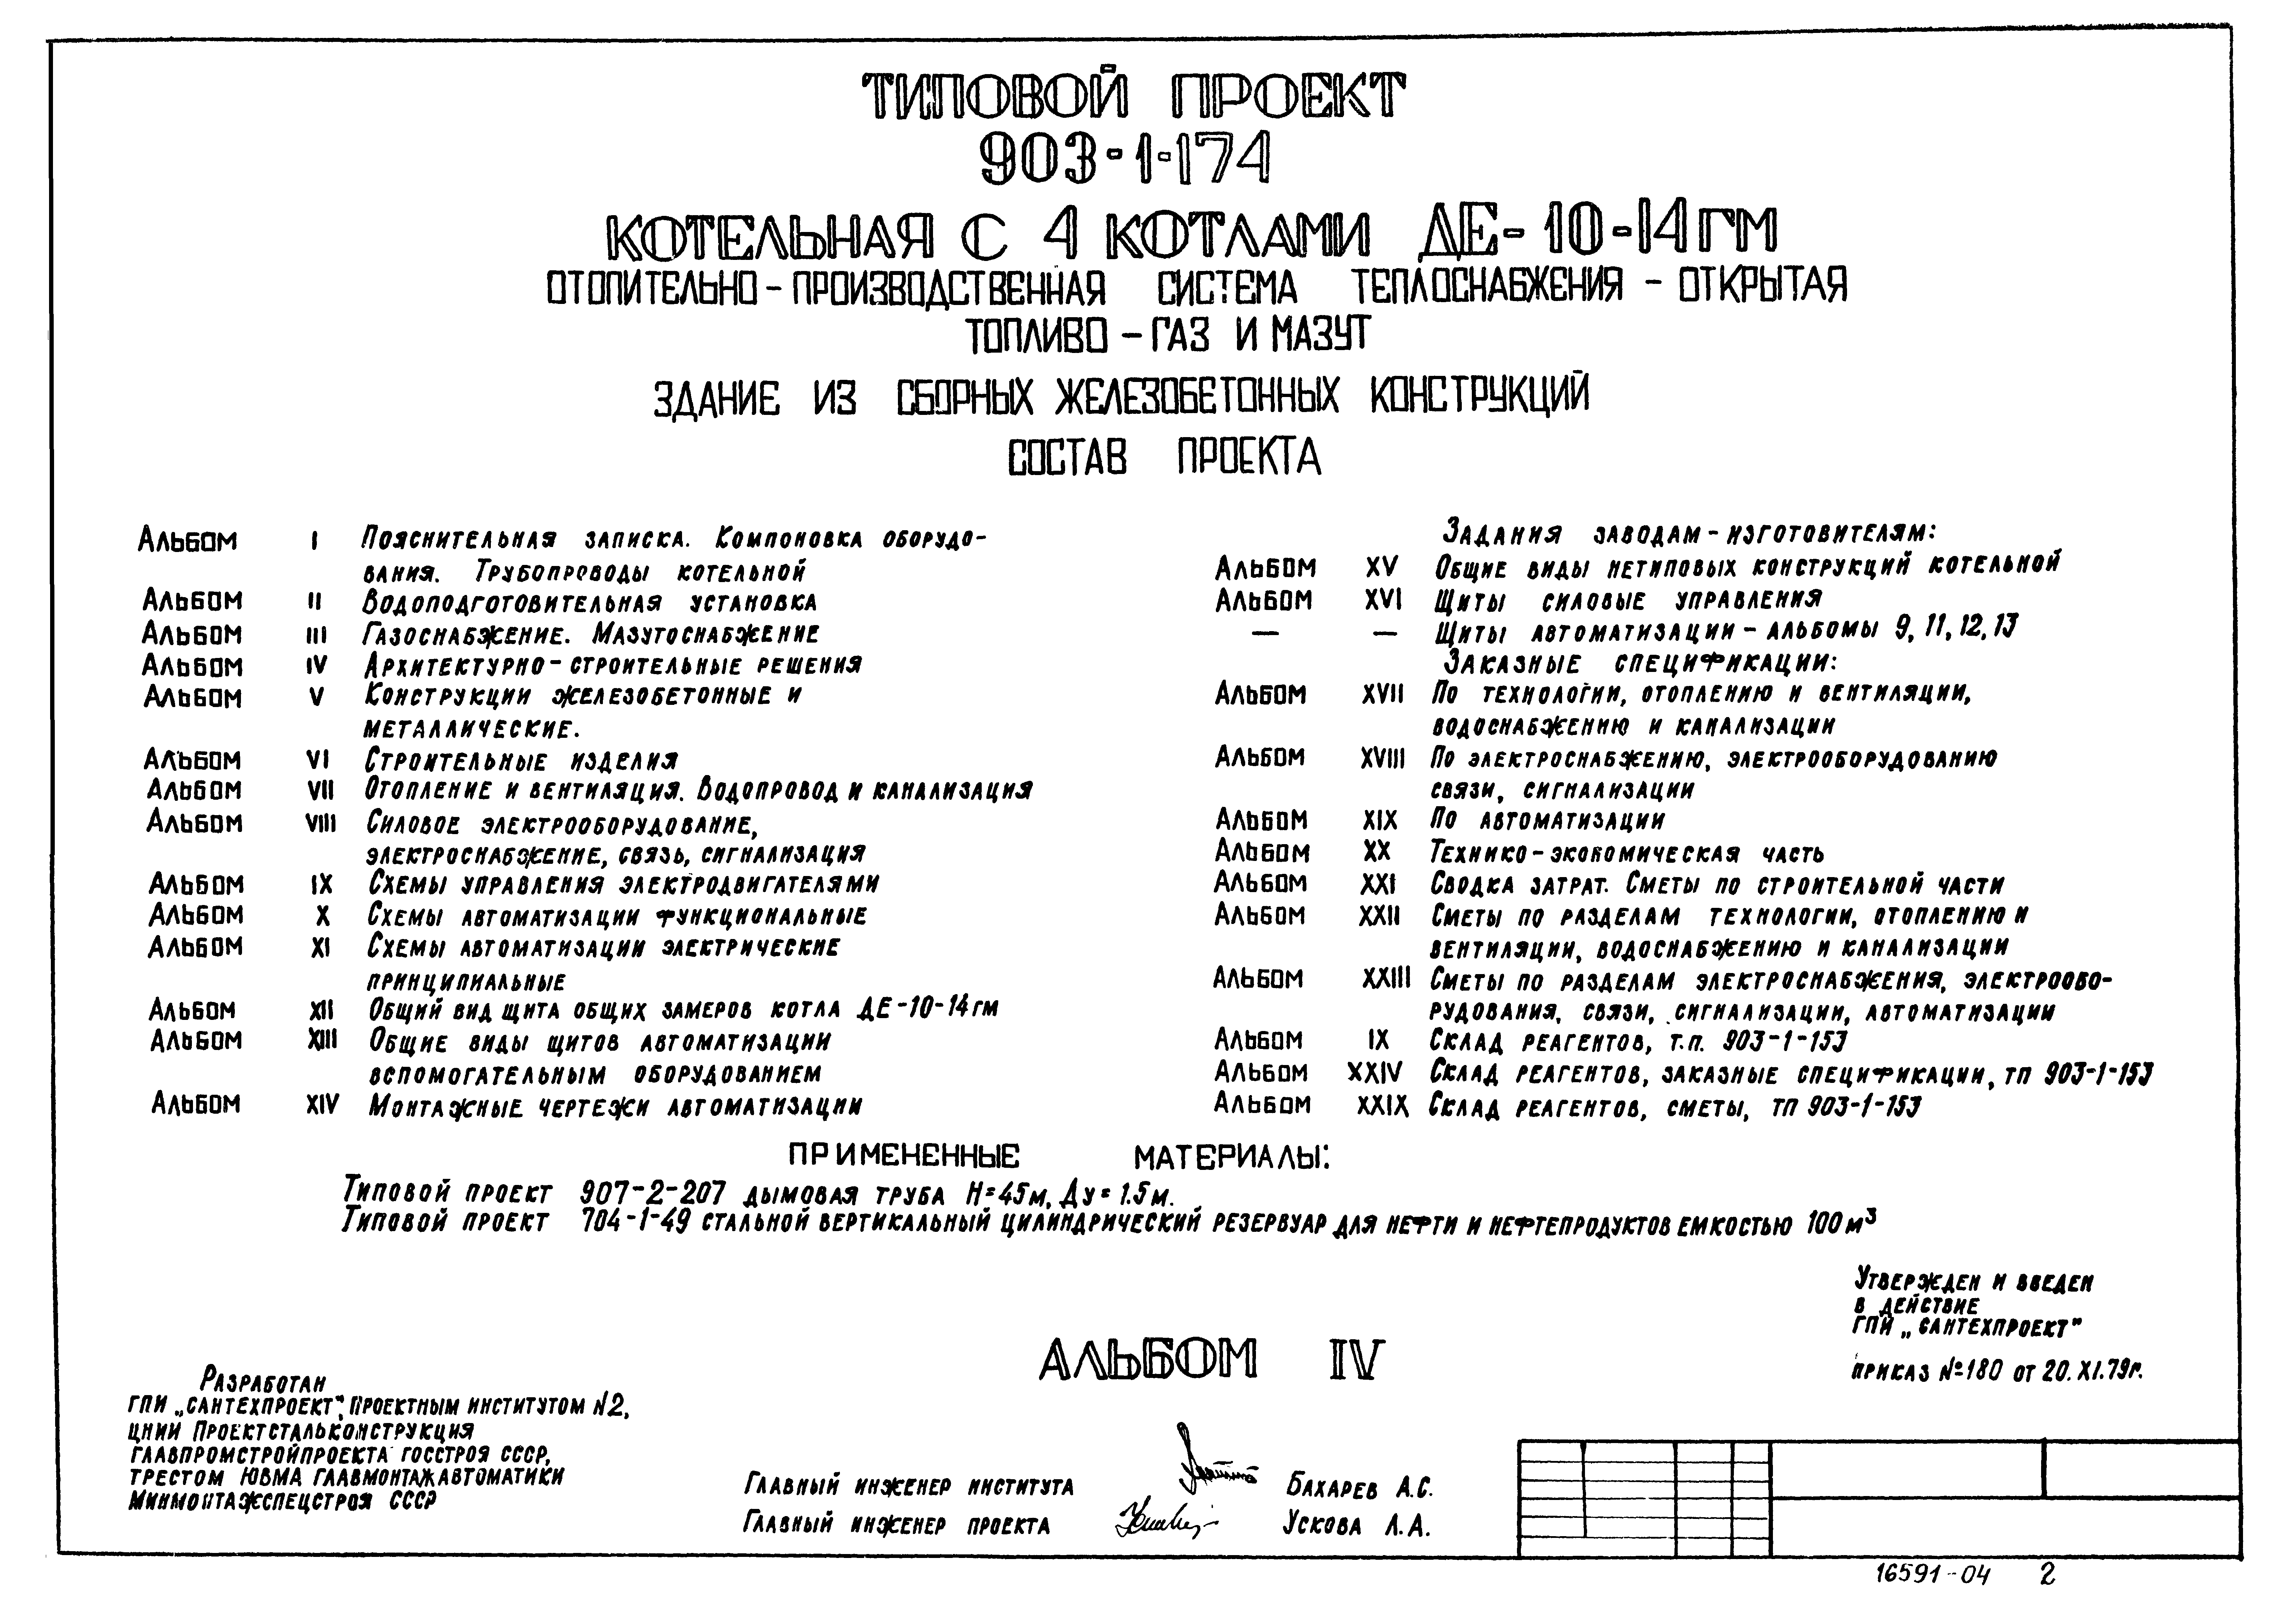 ТИПОВОЙ ПРОЕКТ
903-1-174
КОТЕЛЬНАЯ С 4 КОТЛАМИ ДЕ-10-14ГМ
ОТОПИТЕЛЬНО-ПРОИЗВОДСТВЕННАЯ СИСТЕМА ТЕПЛОСНАБЖЕНИЯ - ОТКРЫТАЯ
ТОПЛИВО - ГАЗ И МАЗУТ
ЗДАНИЕ ИЗ СБОРНЫХ ЖЕЛЕЗОБЕТОННЫХ КОНСТРУКЦИЙ
СОСТАВ ПРОЕКТА
Альбом I Пояснительная записка. Компоновка оборудо-
вания. Трубопроводы котельной
Альбом II Водоподготовительная установка
Альбом III Газоснабжение. Мазутоснабжение
Альбом IV Архитектурно-строительные решения
Альбом V Конструкции железобетонные и
металлические.
Альбом VI Строительные изделия
Альбом VII Отопление и вентиляция. Водопровод и канализация
Альбом VIII Силовое электрооборудование,
электроснабжение, связь, сигнализация
Альбом IX Схемы управления электродвигателями
Альбом X Схемы автоматизации функциональные
Альбом XI Схемы автоматизации электрические
принципиальные
Альбом XII Общий вид щита общих замеров котла ДЕ-10-14гм
Альбом XIII Общие виды щитов автоматизации
вспомогательным оборудованием
Альбом XIV Монтажные чертежи автоматизации
Задания заводам-изготовителям:
Альбом XV Общие виды нетиповых конструкций котельной
Альбом XVI Щиты силовые управления
— — Щиты автоматизации - альбомы 9, 11, 12, 13
Заказные спецификации:
Альбом XVII По технологии, отоплению и вентиляции,
водоснабжению и канализации
Альбом XVIII По электроснабжению, электрооборудованию
связи, сигнализации
Альбом XIX По автоматизации
Альбом XX Технико-экономическая часть
Альбом XXI Сводка затрат. Сметы по строительной части
Альбом XXII Сметы по разделам технологии, отоплению и
вентиляции, водоснабжению и канализации
Альбом XXIII Сметы по разделам электроснабжения, электрообо-
рудования, связи, сигнализации, автоматизации
Альбом IX Склад реагентов, т.п. 903-1-153
Альбом XXIV Склад реагентов, заказные спецификации, тп 903-1-153
Альбом XXIX Склад реагентов, сметы, тп 903-1-153
ПРИМЕНЕННЫЕ МАТЕРИАЛЫ:
Типовой проект 907-2-207 дымовая труба Н=45м, Ду=1.5м.
Типовой проект 704-1-49 стальной вертикальный цилиндрический резервуар для нефти и нефтепродуктов емкостью 100м³
Утвержден и введен
в действие
ГПИ „Сантехпроект"
приказ №180 от 20.XI.79г.
АЛЬБОМ IV
Разработан
ГПИ „Сантехпроект", Проектным институтом N2,
ЦНИИ Проектстальконструкция
Главпромстройпроекта Госстроя СССР,
трестом ЮВМА Главмонтажавтоматики
Минмонтажспецстроя СССР
Главный инженер института Бахарев А.С.
Главный инженер проекта Ускова Л.А.
16591-04 2